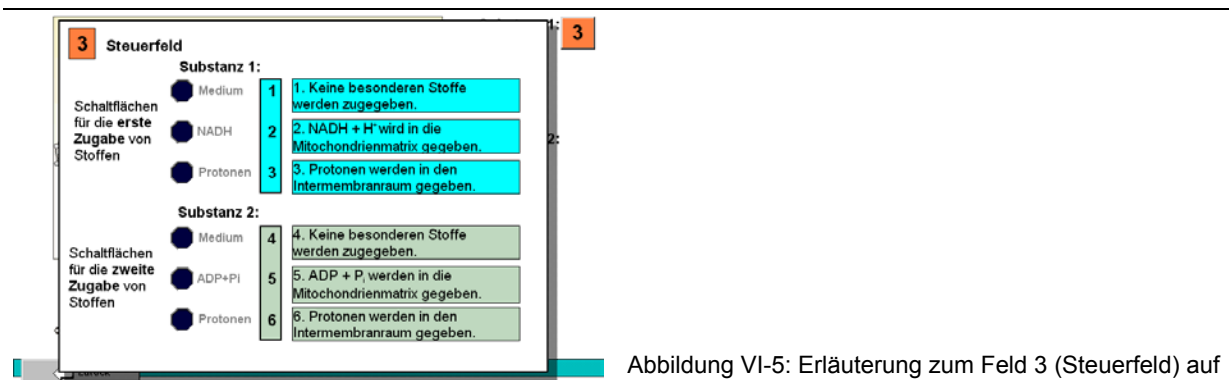 1:
3
3 Steuerfeld
Substanz 1:
Schaltflächen
für die erste
Zugabe von
Stoffen
Medium 1 1. Keine besonderen Stoffe
werden zugegeben.
NADH 2 2. NADH + H⁺ wird in die
Mitochondrienmatrix gegeben.
2:
Protonen 3 3. Protonen werden in den
Intermembranraum gegeben.
Substanz 2:
Schaltflächen
für die zweite
Zugabe von
Stoffen
Medium 4 4. Keine besonderen Stoffe
werden zugegeben.
ADP+Pi 5 5. ADP + Pᵢ werden in die
Mitochondrienmatrix gegeben.
Protonen 6 6. Protonen werden in den
Intermembranraum gegeben.
Abbildung VI-5: Erläuterung zum Feld 3 (Steuerfeld) auf